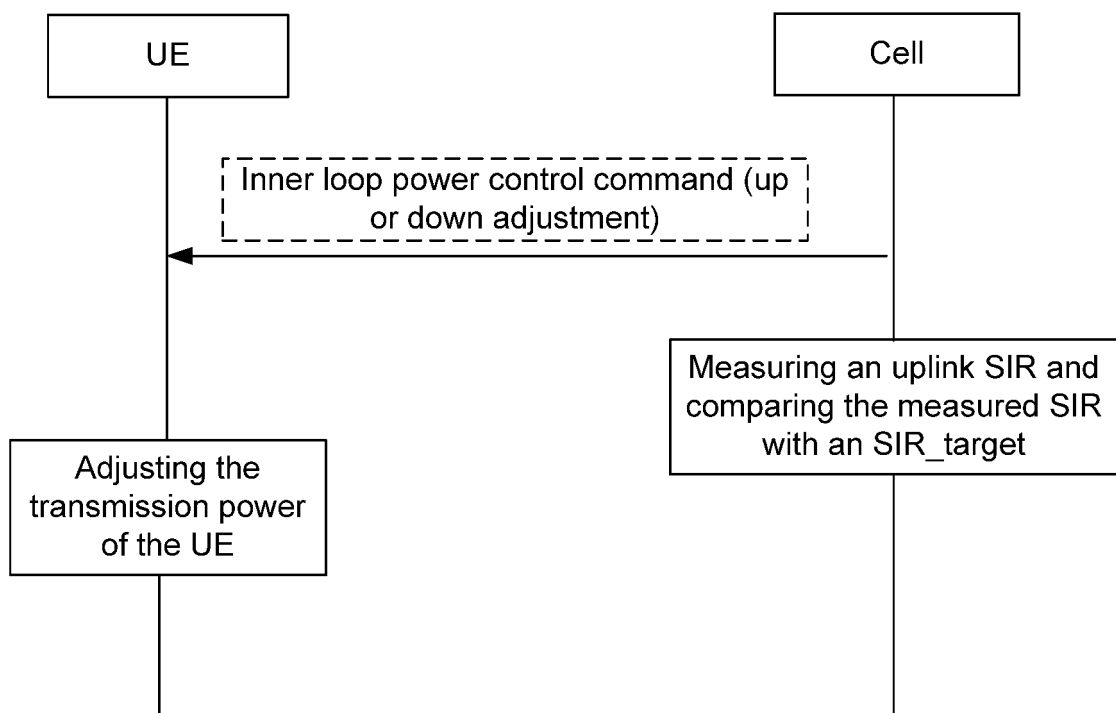 UE
Cell
Inner loop power control command (up
or down adjustment)
Measuring an uplink SIR and
comparing the measured SIR
with an SIR_target
Adjusting the
transmission power
of the UE